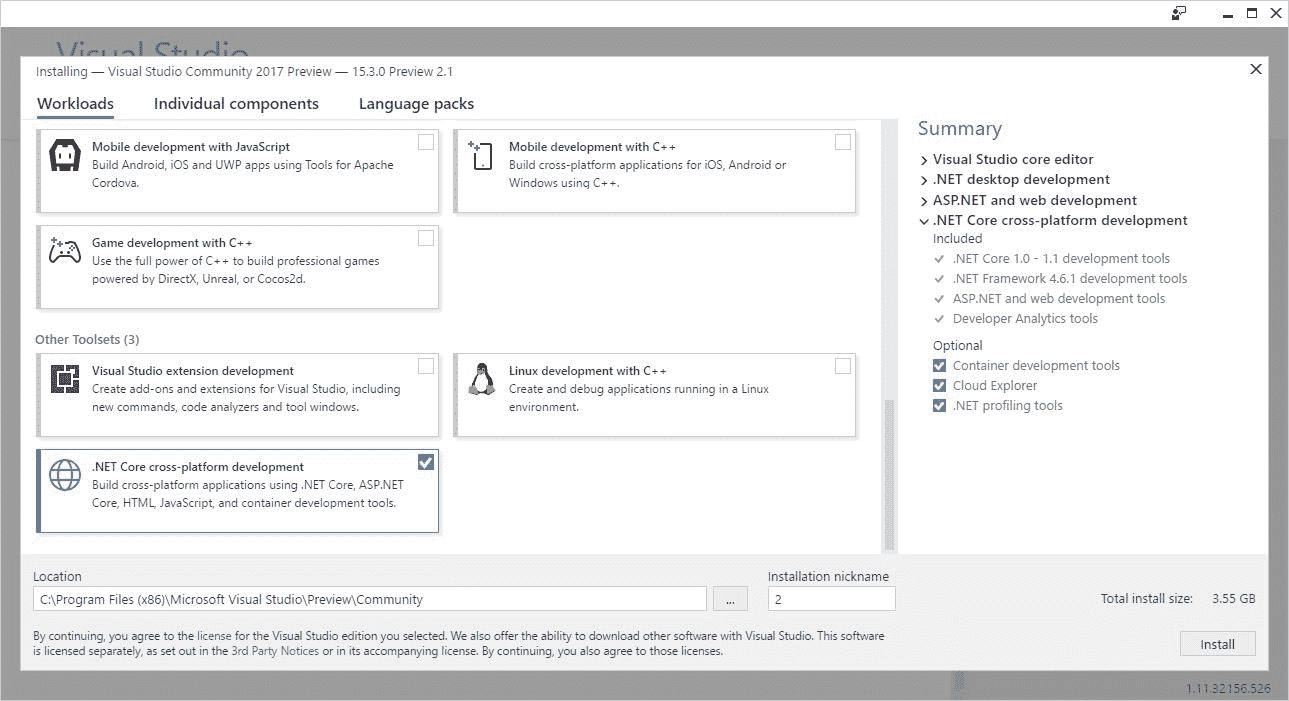 Visual Studio
Installing — Visual Studio Community 2017 Preview — 15.3.0 Preview 2.1
Workloads
Individual components
Language packs
Mobile development with JavaScript
Build Android, iOS and UWP apps using Tools for Apache
Cordova.
Mobile development with C++
Build cross-platform applications for iOS, Android or
Windows using C++.
Game development with C++
Use the full power of C++ to build professional games
powered by DirectX, Unreal, or Cocos2d.
Other Toolsets (3)
Visual Studio extension development
Create add-ons and extensions for Visual Studio, including
new commands, code analyzers and tool windows.
Linux development with C++
Create and debug applications running in a Linux
environment.
.NET Core cross-platform development
Build cross-platform applications using .NET Core, ASP.NET
Core, HTML, JavaScript, and container development tools.
Summary
Visual Studio core editor
.NET desktop development
ASP.NET and web development
.NET Core cross-platform development
Included
.NET Core 1.0 - 1.1 development tools
.NET Framework 4.6.1 development tools
ASP.NET and web development tools
Developer Analytics tools
Optional
Container development tools
Cloud Explorer
.NET profiling tools
Location
C:\Program Files (x86)\Microsoft Visual Studio\Preview\Community
...
Installation nickname
2
Total install size: 3.55 GB
By continuing, you agree to the license for the Visual Studio edition you selected. We also offer the ability to download other software with Visual Studio. This software
is licensed separately, as set out in the 3rd Party Notices or in its accompanying license. By continuing, you also agree to those licenses.
Install
1.11.32156.526